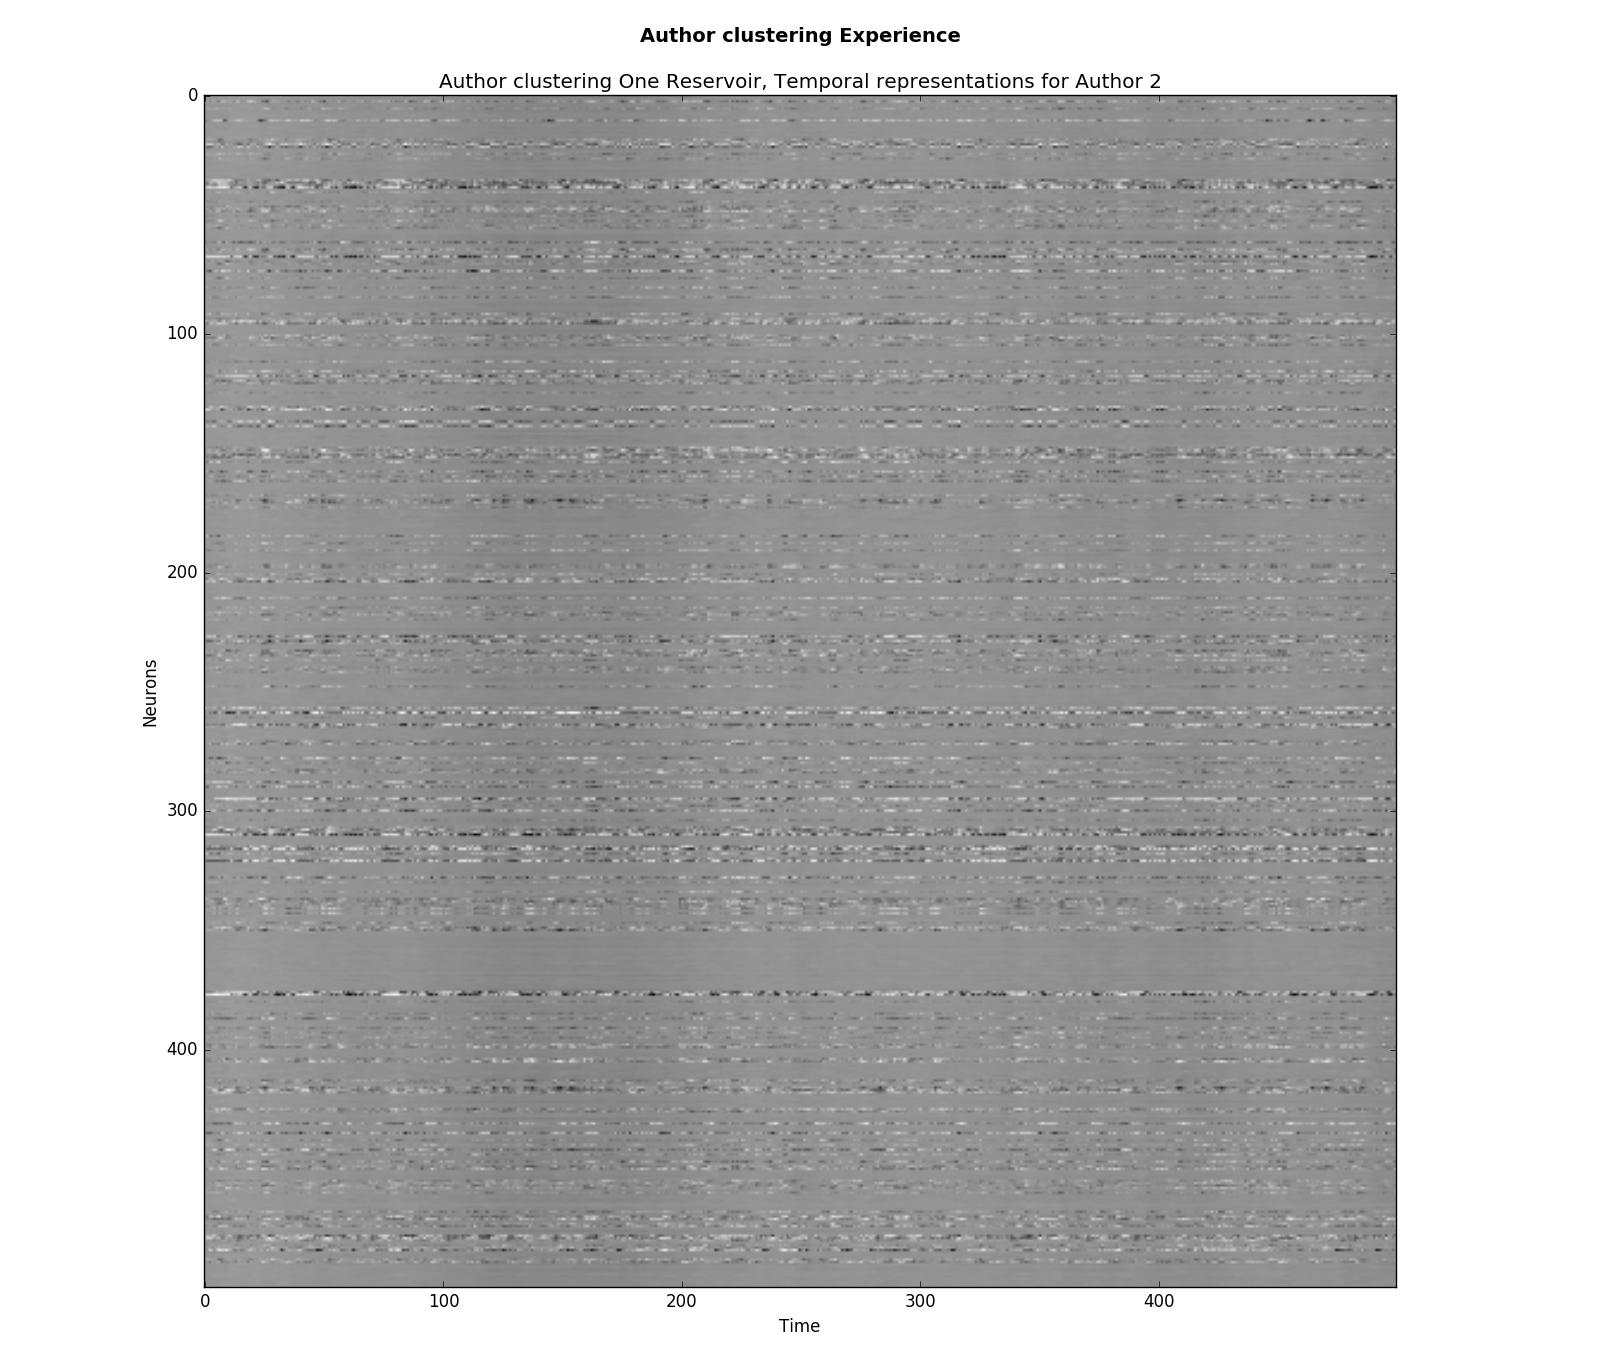 Author clustering Experience
Author clustering One Reservoir, Temporal representations for Author 2
0
100
200
300
400
Neurons
0 100 200 300 400
Time